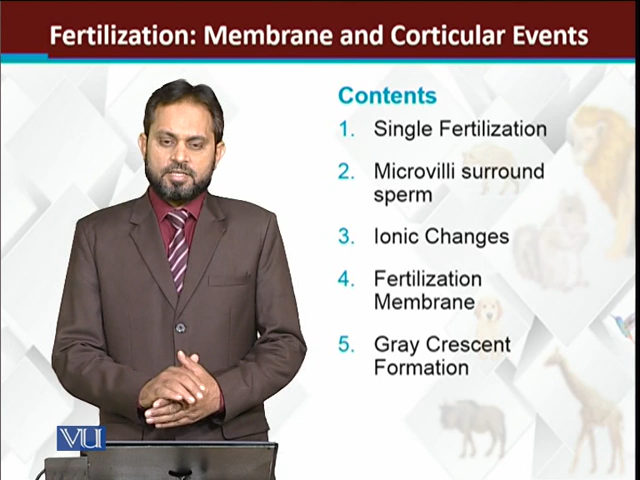 Fertilization: Membrane and Corticular Events
Contents
1. Single Fertilization
2. Microvilli surround
sperm
3. Ionic Changes
4. Fertilization
Membrane
5. Gray Crescent
Formation
VU